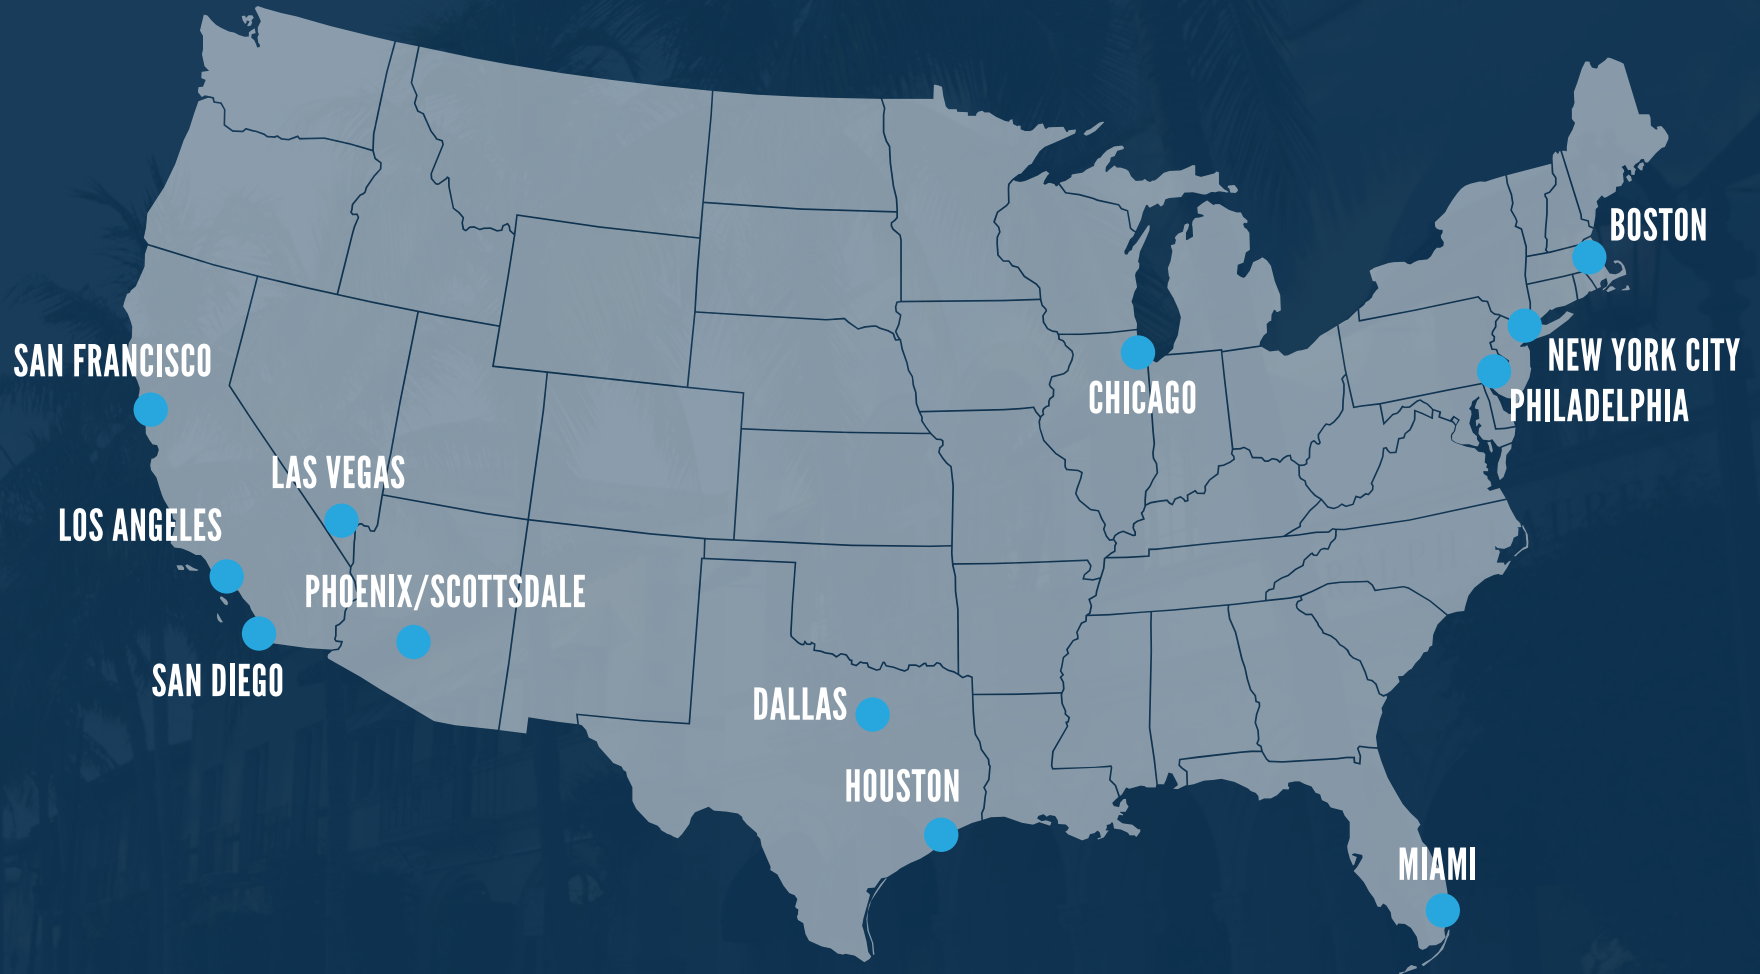 BOSTON
SAN FRANCISCO
NEW YORK CITY
CHICAGO
PHILADELPHIA
LAS VEGAS
LOS ANGELES
PHOENIX/SCOTTSDALE
SAN DIEGO
DALLAS
HOUSTON
MIAMI